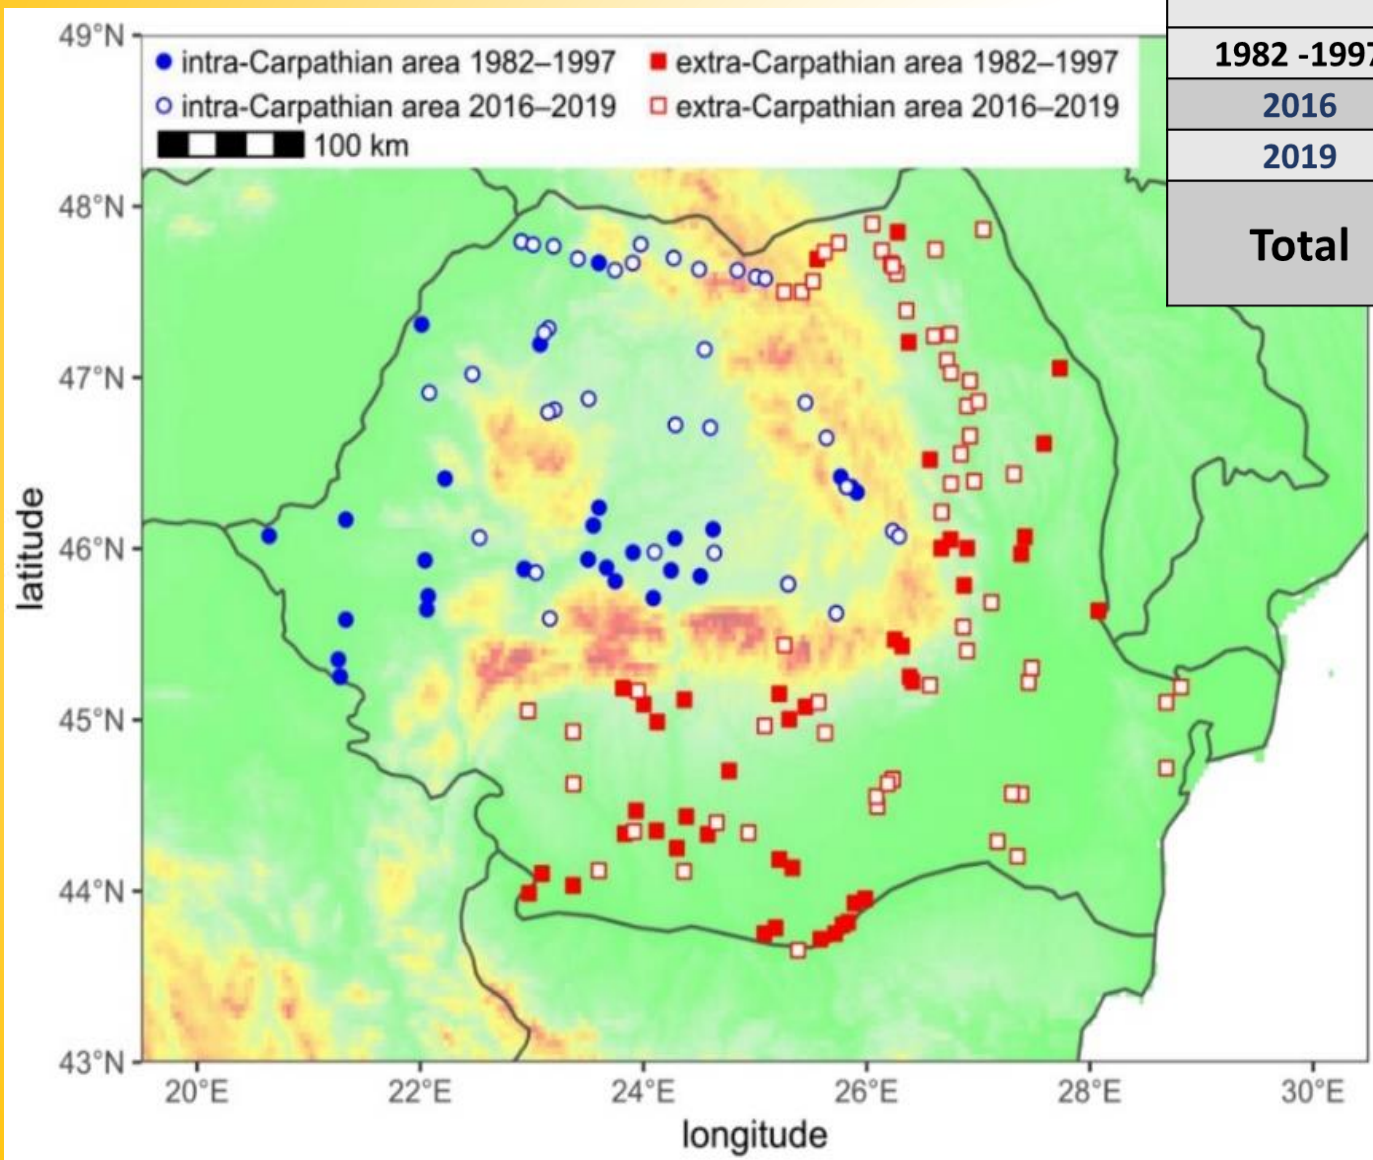 49°N
intra-Carpathian area 1982–1997
extra-Carpathian area 1982–1997
intra-Carpathian area 2016–2019
extra-Carpathian area 2016–2019
100 km
1982 -1997
2016
2019
Total
48°N
47°N
46°N
45°N
44°N
43°N
latitude
20°E 22°E 24°E 26°E 28°E 30°E
longitude